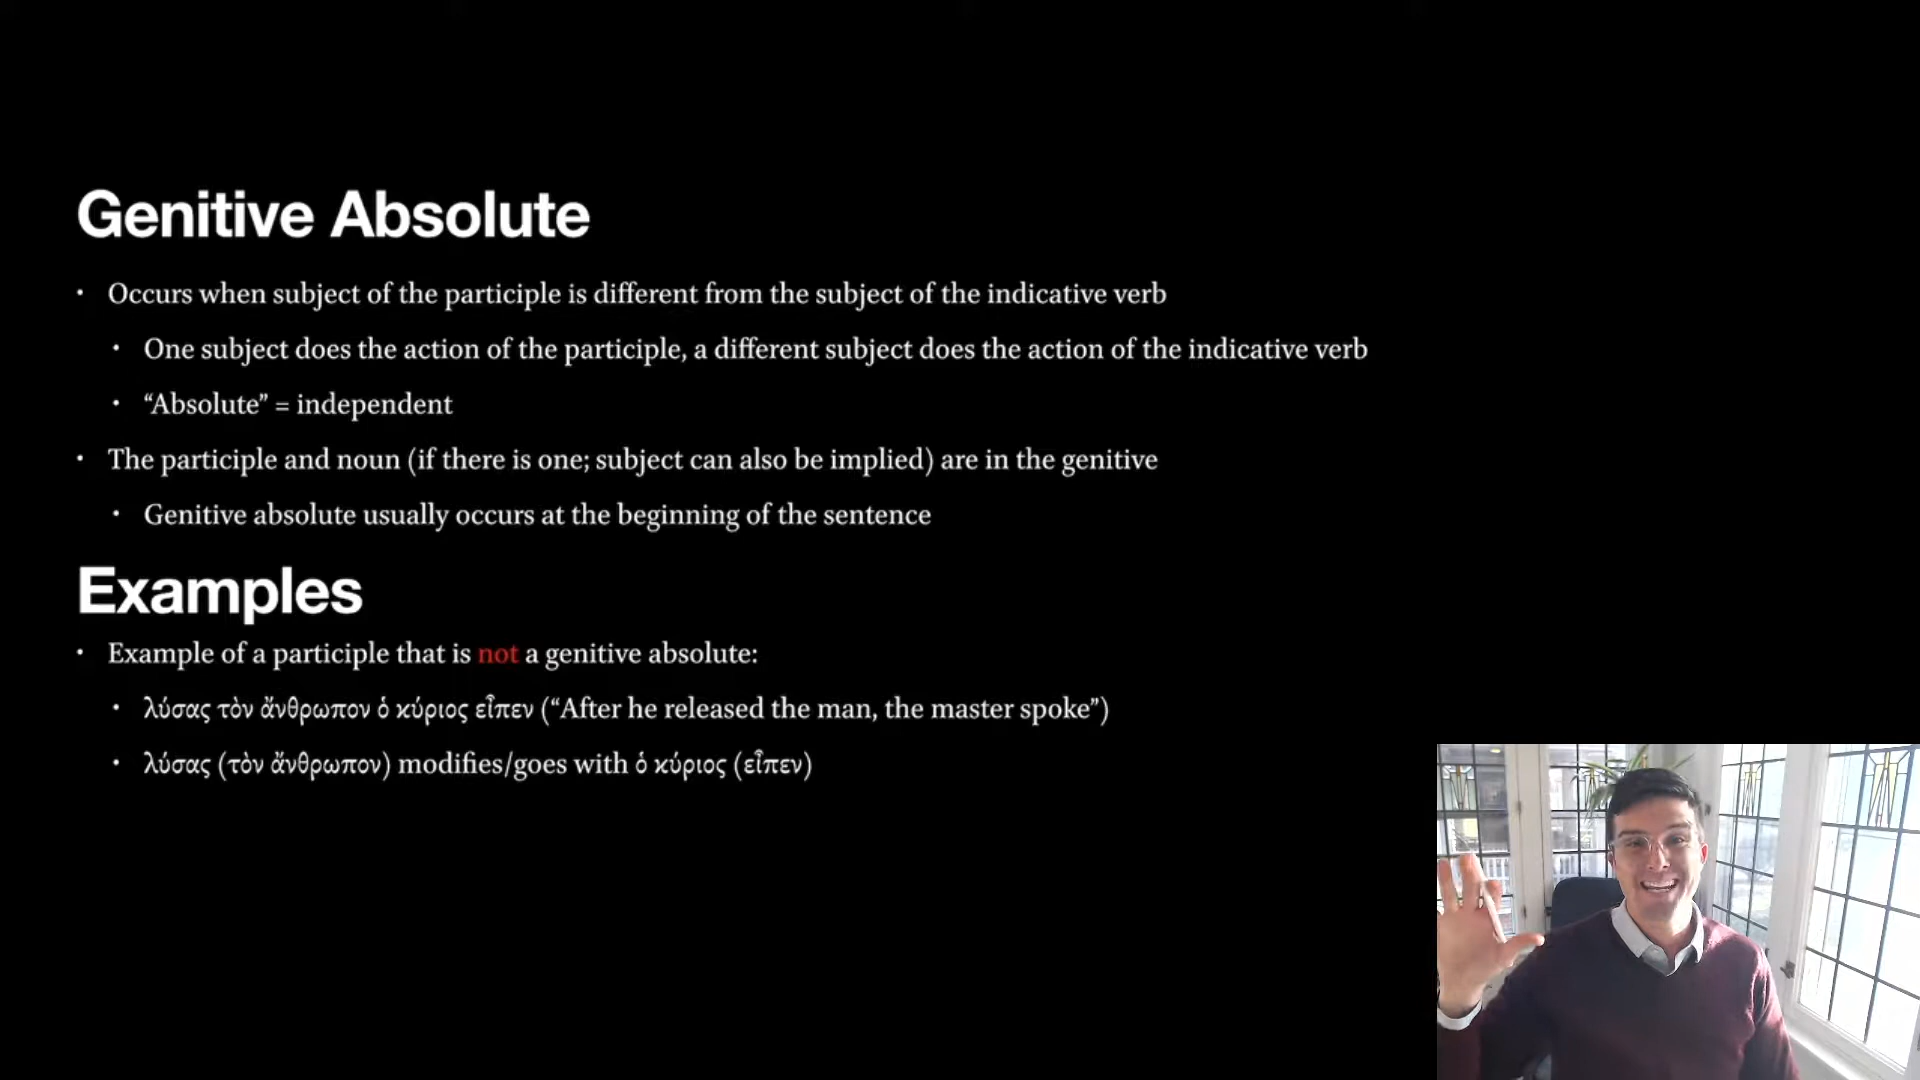 Genitive Absolute
• Occurs when subject of the participle is different from the subject of the indicative verb
• One subject does the action of the participle, a different subject does the action of the indicative verb
• “Absolute” = independent
• The participle and noun (if there is one; subject can also be implied) are in the genitive
• Genitive absolute usually occurs at the beginning of the sentence
Examples
• Example of a participle that is not a genitive absolute:
• λύσας τὸν ἄνθρωπον ὁ κύριος εἶπεν (“After he released the man, the master spoke”)
• λύσας (τὸν ἄνθρωπον) modifies/goes with ὁ κύριος (εἶπεν)